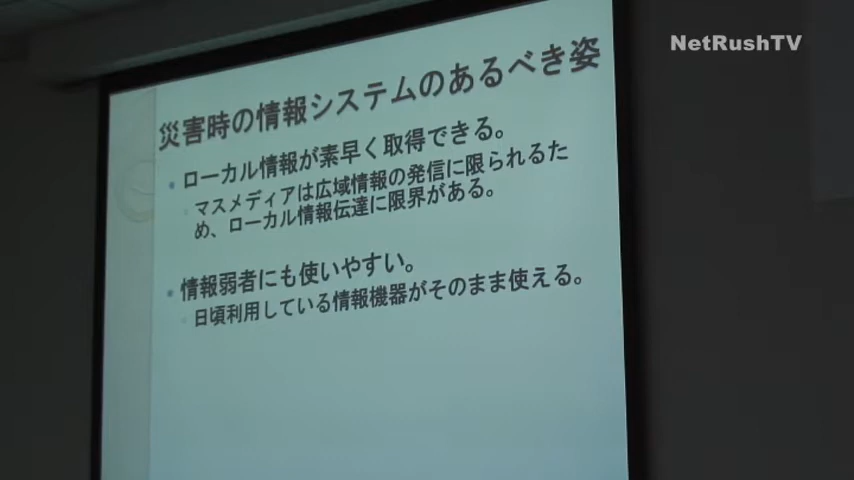 NetRushTV
災害時の情報システムのあるべき姿
ローカル情報が素早く取得できる。
マスメディアは広域情報の発信に限られるた
め、ローカル情報伝達に限界がある。
情報弱者にも使いやすい。
日頃利用している情報機器がそのまま使える。